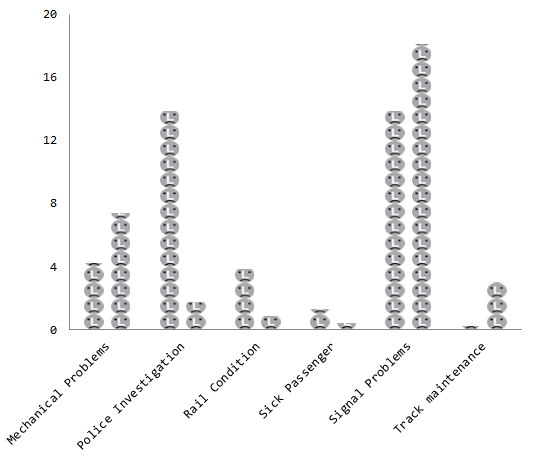 20
16
12
8
4
0
Mechanical Problems
Police Investigation
Rail Condition
Sick Passenger
Signal Problems
Track maintenance